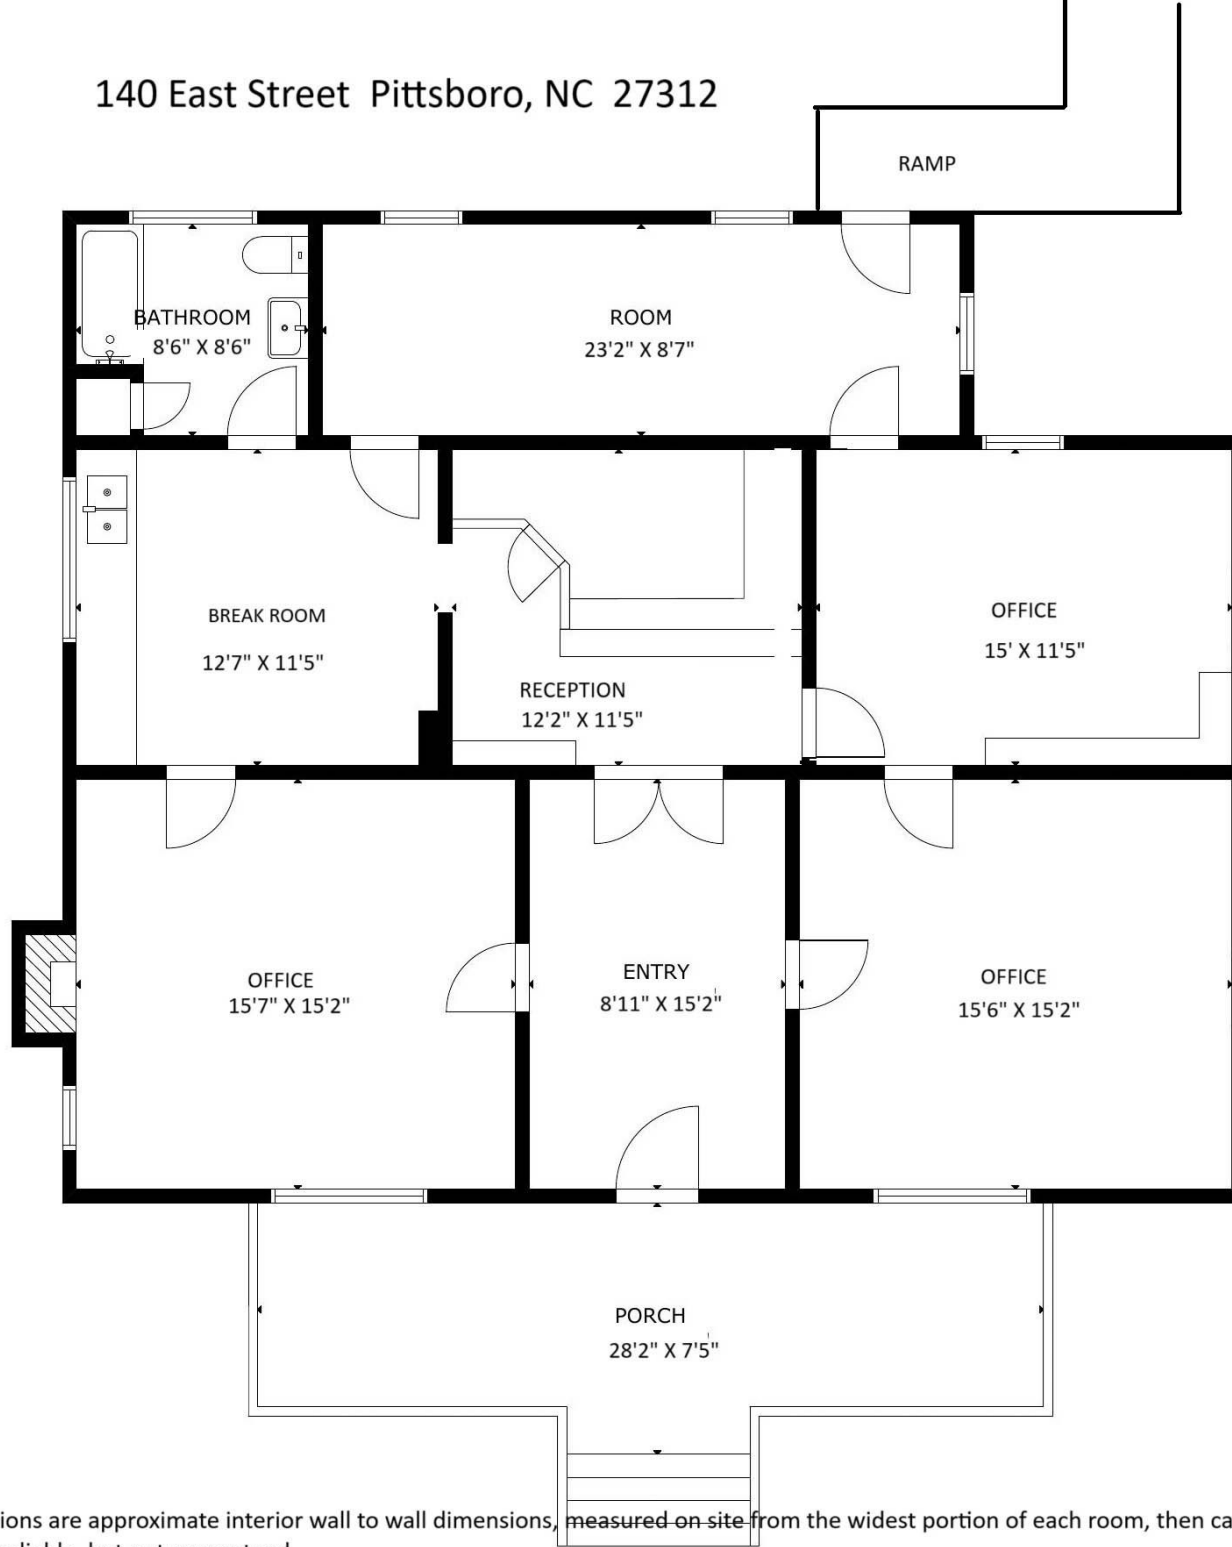 140 East Street Pittsboro, NC 27312
RAMP
BATHROOM
8'6" X 8'6"
ROOM
23'2" X 8'7"
BREAK ROOM
12'7" X 11'5"
RECEPTION
12'2" X 11'5"
OFFICE
15' X 11'5"
OFFICE
15'7" X 15'2"
ENTRY
8'11" X 15'2"
OFFICE
15'6" X 15'2"
PORCH
28'2" X 7'5"
ions are approximate interior wall to wall dimensions, measured on site from the widest portion of each room, then ca